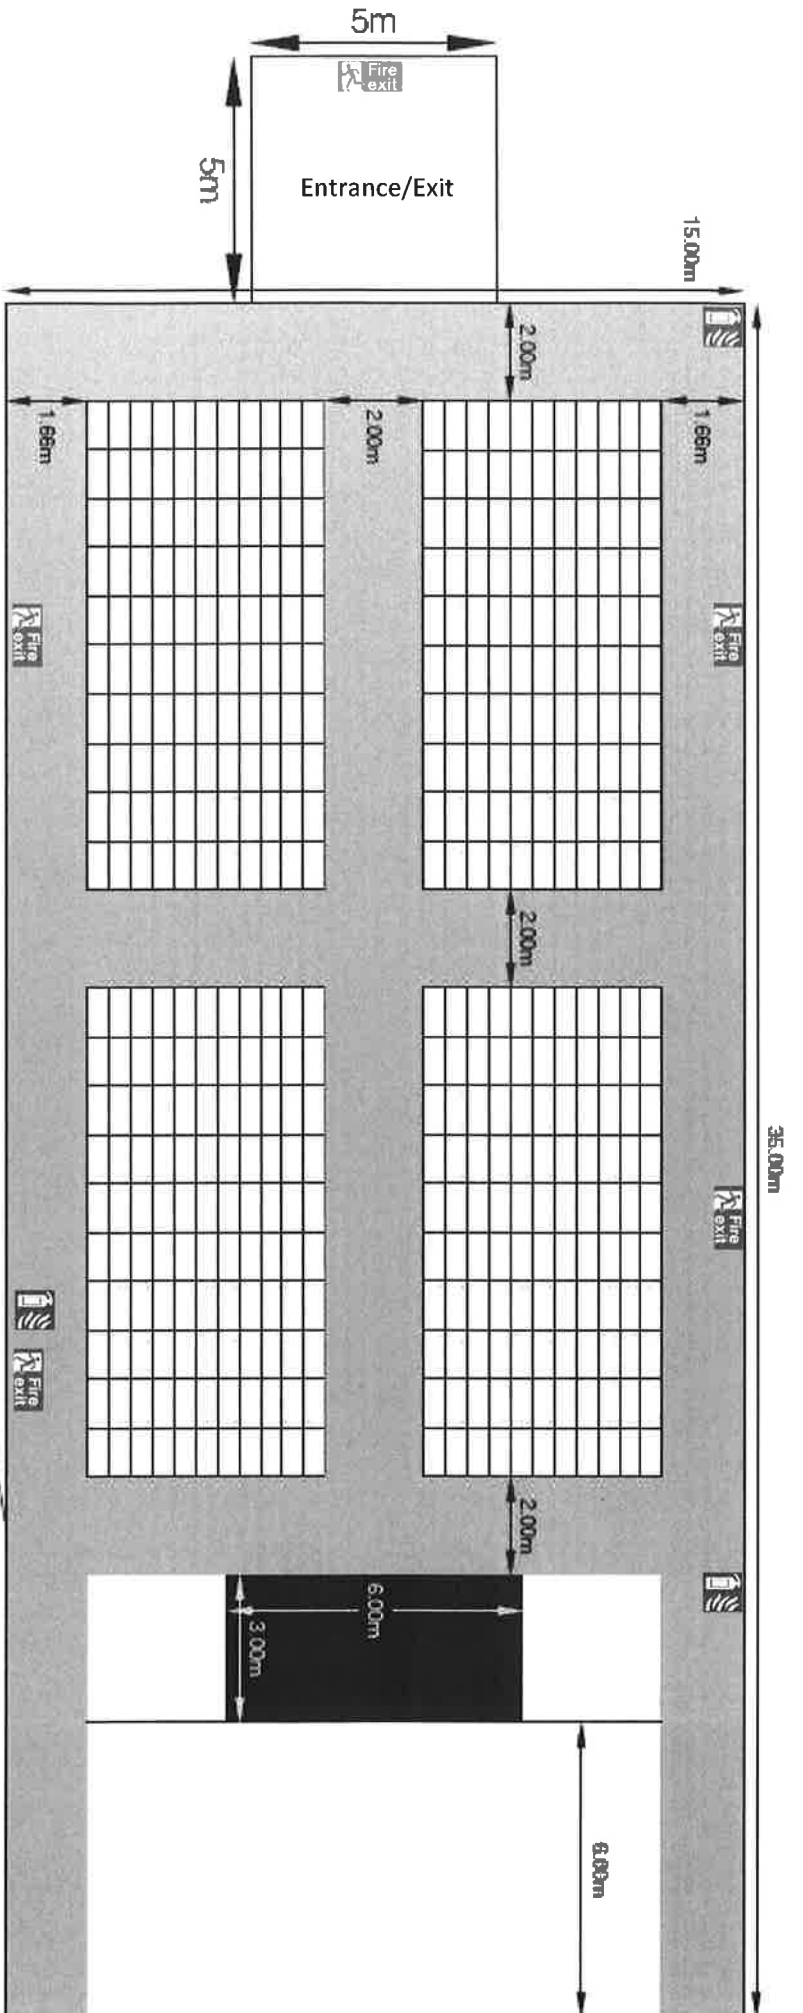 5m
Fire
exit
5m
Entrance/Exit
15.00m
2.00m
1.66m
2.00m
1.66m
Fire
exit
Fire
exit
2.00m
35.00m
Fire
exit
Fire
exit
2.00m
6.00m
3.00m
6.00m